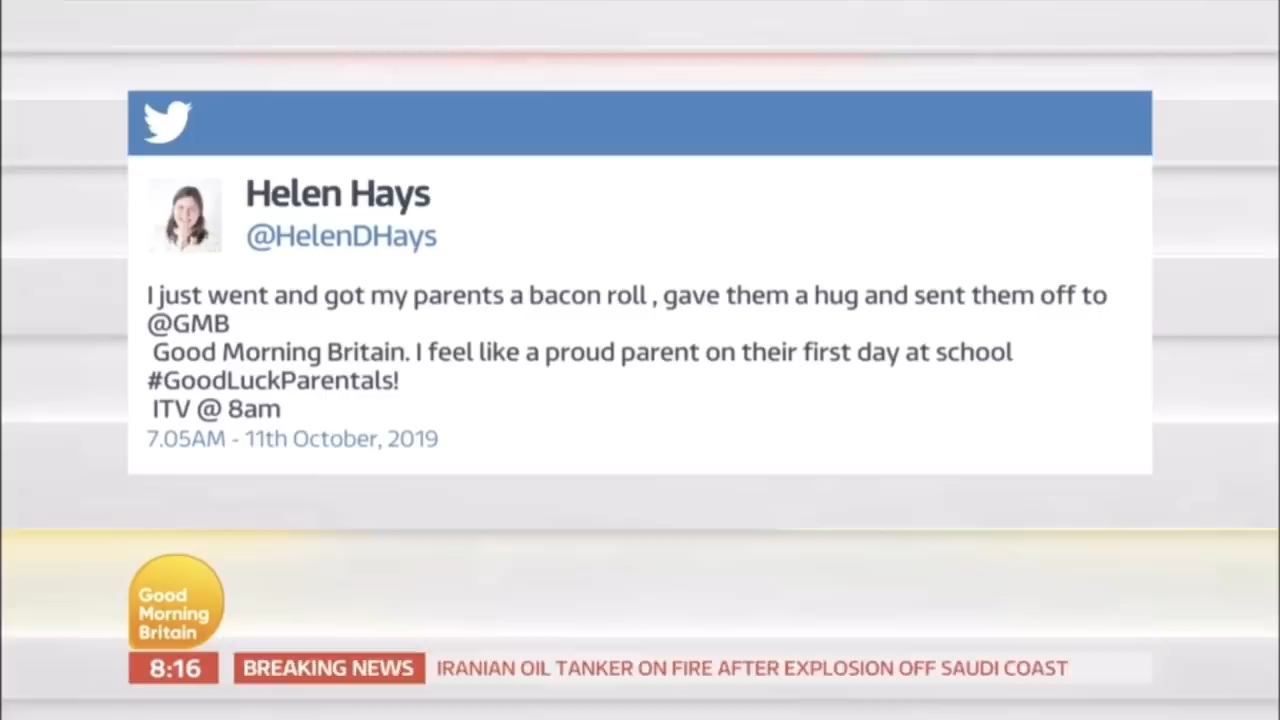 Helen Hays
@HelenDHays
I just went and got my parents a bacon roll , gave them a hug and sent them off to
@GMB
Good Morning Britain. I feel like a proud parent on their first day at school
#GoodLuckParentals!
ITV @ 8am
7.05AM - 11th October, 2019
Good
Morning
Britain
8:16 BREAKING NEWS IRANIAN OIL TANKER ON FIRE AFTER EXPLOSION OFF SAUDI COAST